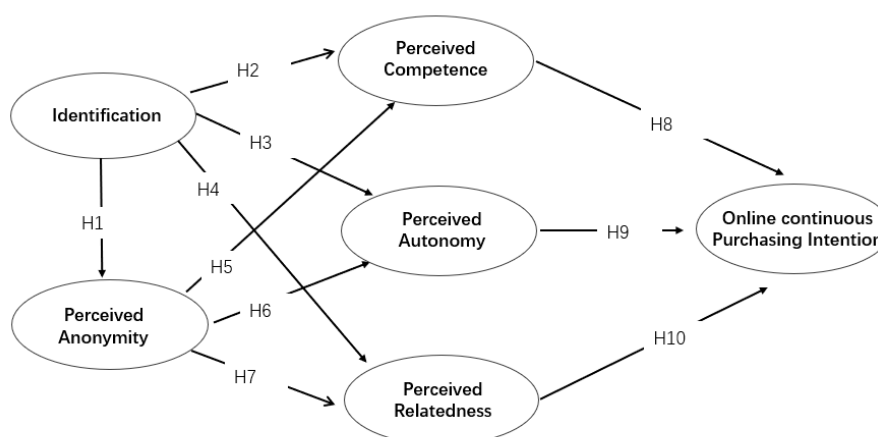 Perceived
Competence
H2
Identification
H3
H8
H4
H1
Perceived
Autonomy
H9
Online continuous
Purchasing Intention
H5
Perceived
Anonymity
H6
H10
H7
Perceived
Relatedness